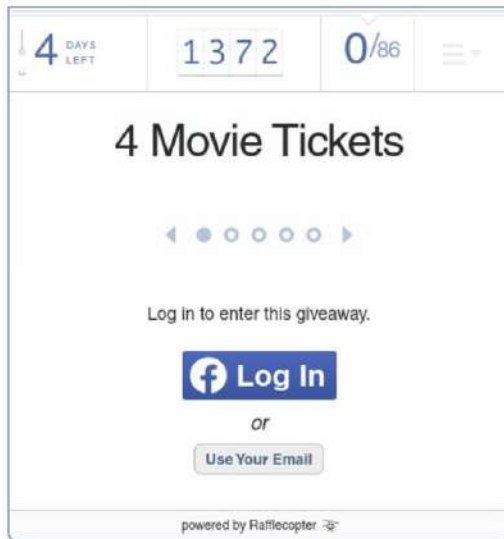 4 DAYS LEFT
1372
0/86
4 Movie Tickets
Log in to enter this giveaway.
Log In
or
Use Your Email
powered by Rafflecopter